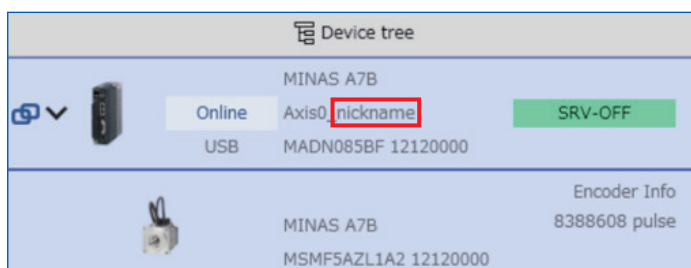 Device tree
MINAS A7B
Online Axis0_nickname SRV-OFF
USB MADN085BF 12120000
Encoder Info
MINAS A7B 8388608 pulse
MSMF5AZL1A2 12120000